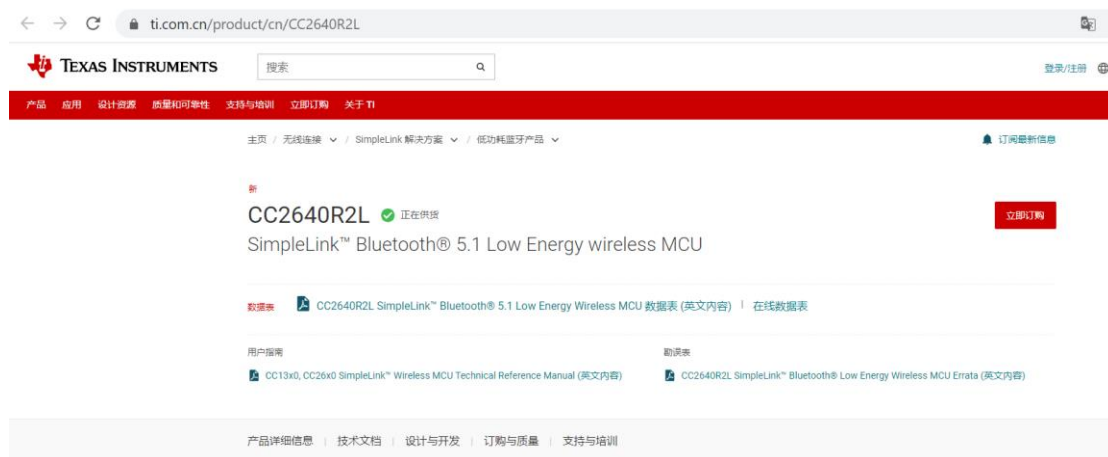 ti.com.cn/product/cn/CC2640R2L
TEXAS INSTRUMENTS
搜索
登录/注册
产品 应用 设计资源 质量和可靠性 支持与培训 立即订购 关于 TI
主页 / 无线连接 / SimpleLink 解决方案 / 低功耗蓝牙产品
订阅最新信息
新
CC2640R2L 正在供货
立即订购
SimpleLink™ Bluetooth® 5.1 Low Energy wireless MCU
数据表 CC2640R2L SimpleLink™ Bluetooth® 5.1 Low Energy Wireless MCU 数据表 (英文内容) | 在线数据表
用户指南 勘误表
CC13x0, CC26x0 SimpleLink™ Wireless MCU Technical Reference Manual (英文内容) CC2640R2L SimpleLink™ Bluetooth® Low Energy Wireless MCU Errata (英文内容)
产品详细信息 | 技术文档 | 设计与开发 | 订购与质量 | 支持与培训